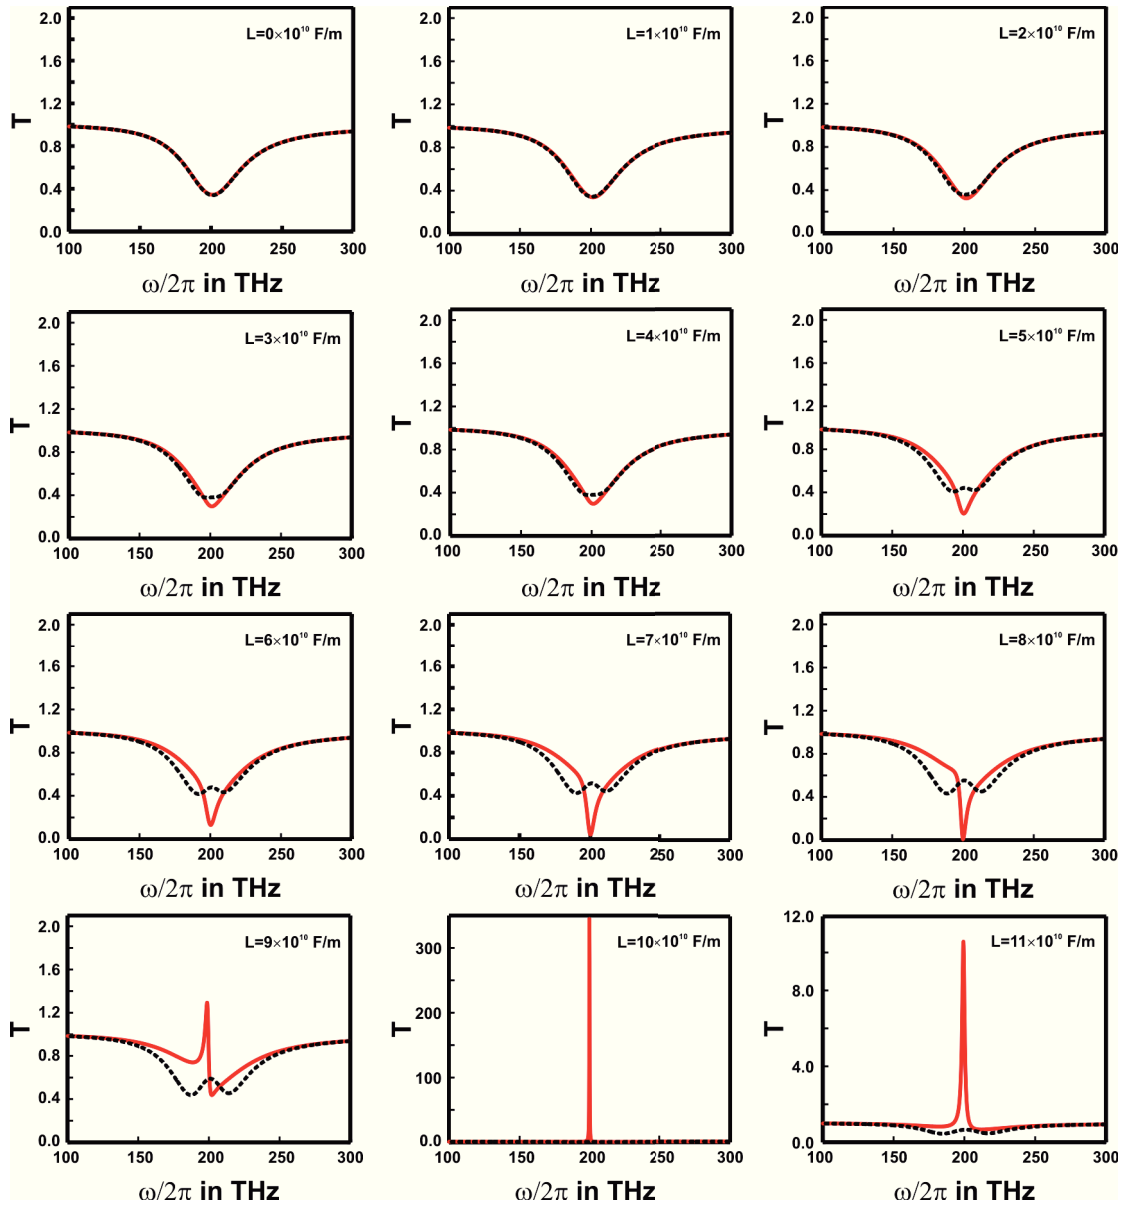 2.0
1.6
1.2
0.8
0.4
0.0
T
L=0×10¹⁰ F/m
100 150 200 250 300
ω/2π in THz
2.0
1.6
1.2
0.8
0.4
0.0
T
L=1×10¹⁰ F/m
100 150 200 250 300
ω/2π in THz
2.0
1.6
1.2
0.8
0.4
0.0
T
L=2×10¹⁰ F/m
100 150 200 250 300
ω/2π in THz
2.0
1.6
1.2
0.8
0.4
0.0
T
L=3×10¹⁰ F/m
100 150 200 250 300
ω/2π in THz
2.0
1.6
1.2
0.8
0.4
0.0
T
L=4×10¹⁰ F/m
100 150 200 250 300
ω/2π in THz
2.0
1.6
1.2
0.8
0.4
0.0
T
L=5×10¹⁰ F/m
100 150 200 250 300
ω/2π in THz
2.0
1.6
1.2
0.8
0.4
0.0
T
L=6×10¹⁰ F/m
100 150 200 250 300
ω/2π in THz
2.0
1.6
1.2
0.8
0.4
0.0
T
L=7×10¹⁰ F/m
100 150 200 250 300
ω/2π in THz
2.0
1.6
1.2
0.8
0.4
0.0
T
L=8×10¹⁰ F/m
100 150 200 250 300
ω/2π in THz
2.0
1.6
1.2
0.8
0.4
0.0
T
L=9×10¹⁰ F/m
100 150 200 250 300
ω/2π in THz
300
200
100
0.0
T
L=10×10¹⁰ F/m
100 150 200 250 300
ω/2π in THz
12.0
8.0
4.0
0.0
T
L=11×10¹⁰ F/m
100 150 200 250 300
ω/2π in THz